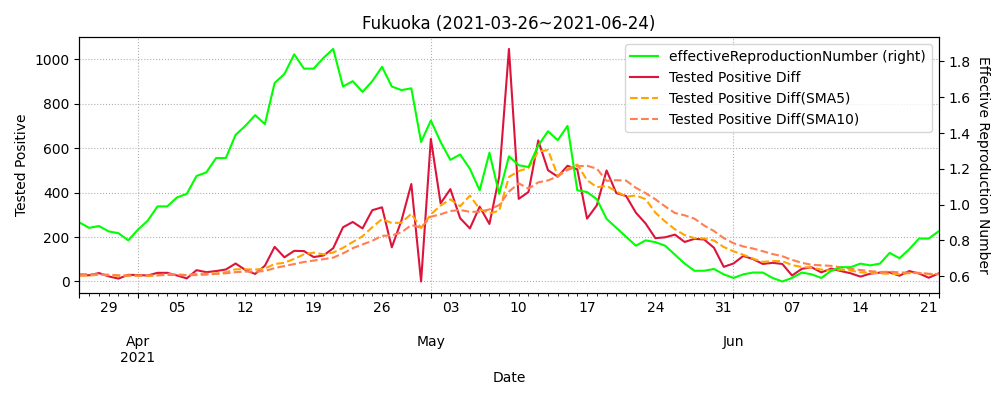 Fukuoka (2021-03-26~2021-06-24)
effectiveReproductionNumber (right)
Tested Positive Diff
Tested Positive Diff(SMA5)
Tested Positive Diff(SMA10)
Tested Positive
1000
800
600
400
200
0
1.8
1.6
1.4
1.2
1.0
0.8
0.6
Effective Reproduction Number
29 05 12 19 26 03 10 17 24 31 07 14 21
Apr May Jun
2021
Date